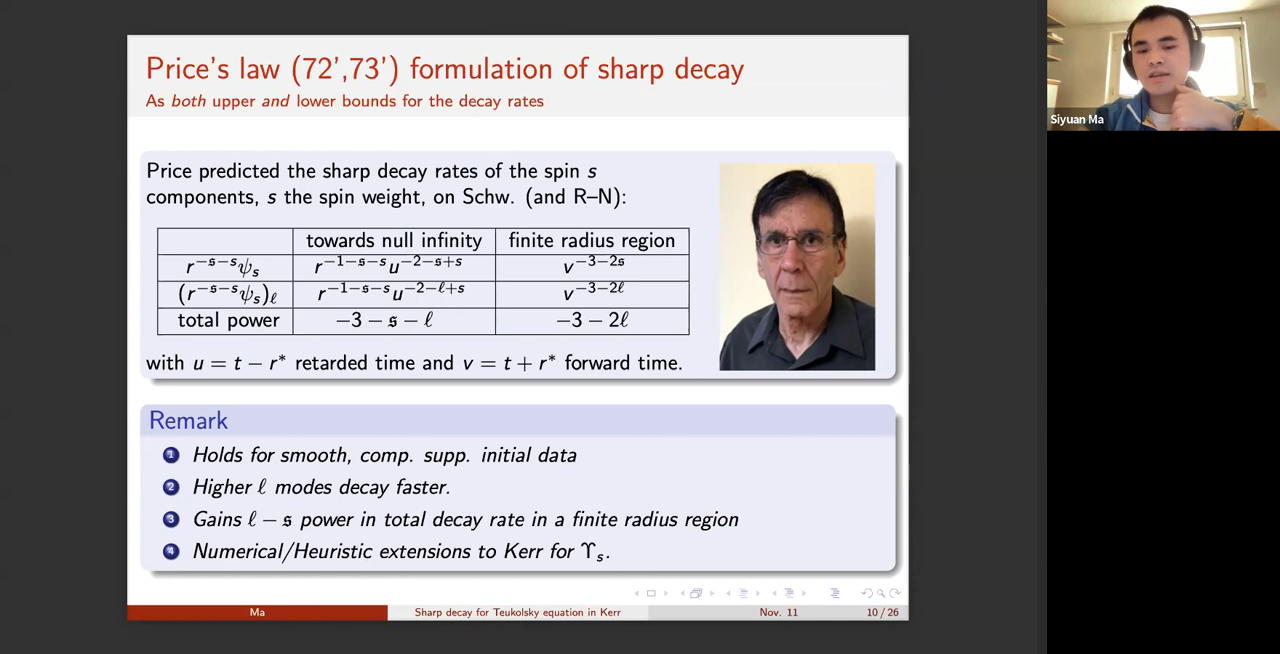 Price's law (72',73') formulation of sharp decay
As both upper and lower bounds for the decay rates
Price predicted the sharp decay rates of the spin s
components, s the spin weight, on Schw. (and R–N):
towards null infinity finite radius region
r^{−𝔰−s}ψ_s r^{−1−𝔰−s}u^{−2−𝔰+s} v^{−3−2𝔰}
(r^{−𝔰−s}ψ_s)_ℓ r^{−1−𝔰−s}u^{−2−ℓ+s} v^{−3−2ℓ}
total power −3 − 𝔰 − ℓ −3 − 2ℓ
with u = t − r* retarded time and v = t + r* forward time.
Remark
1 Holds for smooth, comp. supp. initial data
2 Higher ℓ modes decay faster.
3 Gains ℓ − 𝔰 power in total decay rate in a finite radius region
4 Numerical/Heuristic extensions to Kerr for ϒ_s.
Ma Sharp decay for Teukolsky equation in Kerr Nov. 11 10 / 26
Siyuan Ma